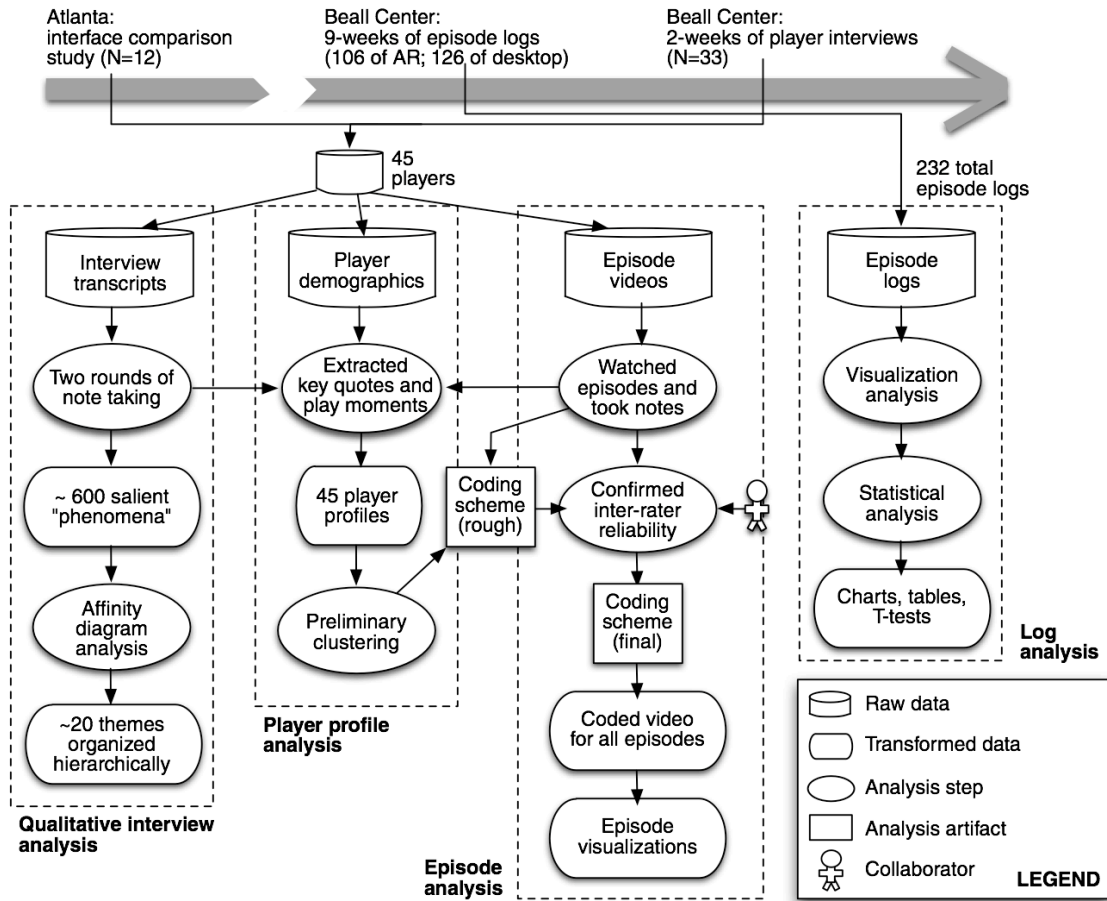 Atlanta:
interface comparison
study (N=12)
Beall Center:
9-weeks of episode logs
(106 of AR; 126 of desktop)
Beall Center:
2-weeks of player interviews
(N=33)
45
players
232 total
episode logs
Interview
transcripts
Player
demographics
Episode
videos
Episode
logs
Two rounds of
note taking
Extracted
key quotes and
play moments
Watched
episodes and
took notes
Visualization
analysis
~ 600 salient
"phenomena"
45 player
profiles
Coding
scheme
(rough)
Confirmed
inter-rater
reliability
Statistical
analysis
Affinity
diagram
analysis
Preliminary
clustering
Coding
scheme
(final)
Charts, tables,
T-tests
Log
analysis
~20 themes
organized
hierarchically
Player profile
analysis
Coded video
for all episodes
Qualitative interview
analysis
Episode
visualizations
Episode
analysis
Raw data
Transformed data
Analysis step
Analysis artifact
Collaborator
LEGEND